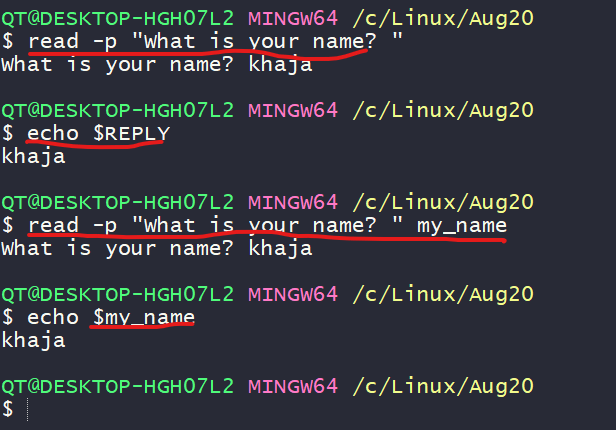 QT@DESKTOP-HGH07L2 MINGW64 /c/Linux/Aug20
$ read -p "What is your name? "
What is your name? khaja
QT@DESKTOP-HGH07L2 MINGW64 /c/Linux/Aug20
$ echo $REPLY
khaja
QT@DESKTOP-HGH07L2 MINGW64 /c/Linux/Aug20
$ read -p "What is your name? " my_name
What is your name? khaja
QT@DESKTOP-HGH07L2 MINGW64 /c/Linux/Aug20
$ echo $my_name
khaja
QT@DESKTOP-HGH07L2 MINGW64 /c/Linux/Aug20
$